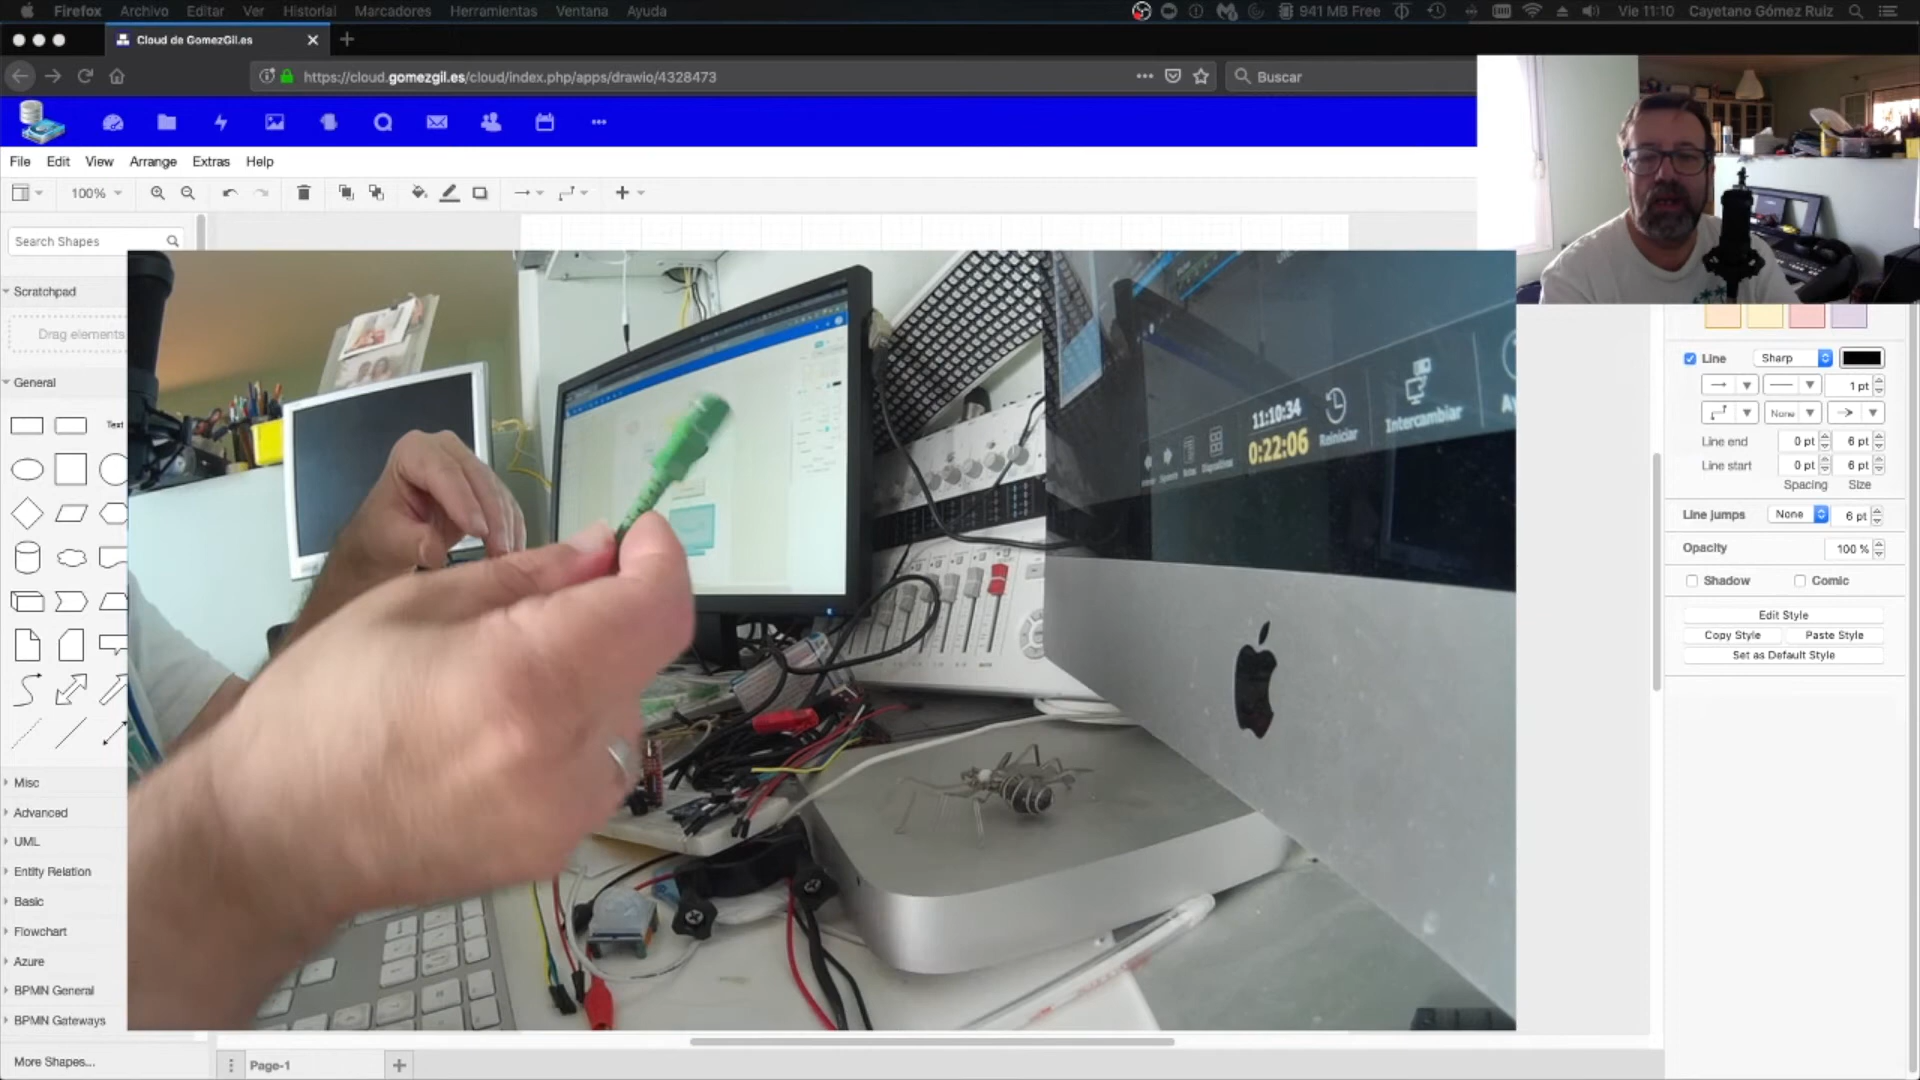 Firefox Archivo Editar Ver Historial Marcadores Herramientas Ventana Ayuda 941 MB Free Vie 11:10 Cayetano Gómez Ruiz
Cloud de GomezGil.es
https://cloud.gomezgil.es/cloud/index.php/apps/drawio/4328473
Buscar
File Edit View Arrange Extras Help
100%
Search Shapes
Scratchpad
Drag elements
General
Text
Misc
Advanced
UML
Entity Relation
Basic
Flowchart
Azure
BPMN General
BPMN Gateways
More Shapes...
Page-1
11:10:34
0:22:06
Reiniciar
Intercambiar
Line Sharp
1 pt
None
Line end 0 pt 6 pt
Line start 0 pt 6 pt
Spacing Size
Line jumps None 6 pt
Opacity 100 %
Shadow Comic
Edit Style
Copy Style Paste Style
Set as Default Style